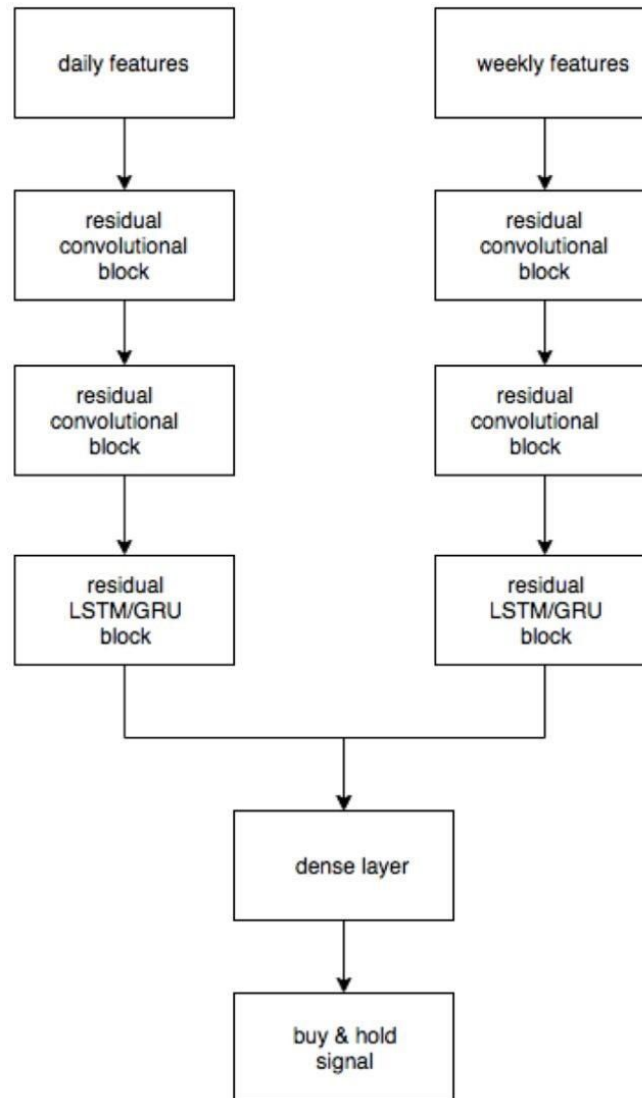 daily features
weekly features
residual
convolutional
block
residual
convolutional
block
residual
convolutional
block
residual
convolutional
block
residual
LSTM/GRU
block
residual
LSTM/GRU
block
dense layer
buy & hold
signal